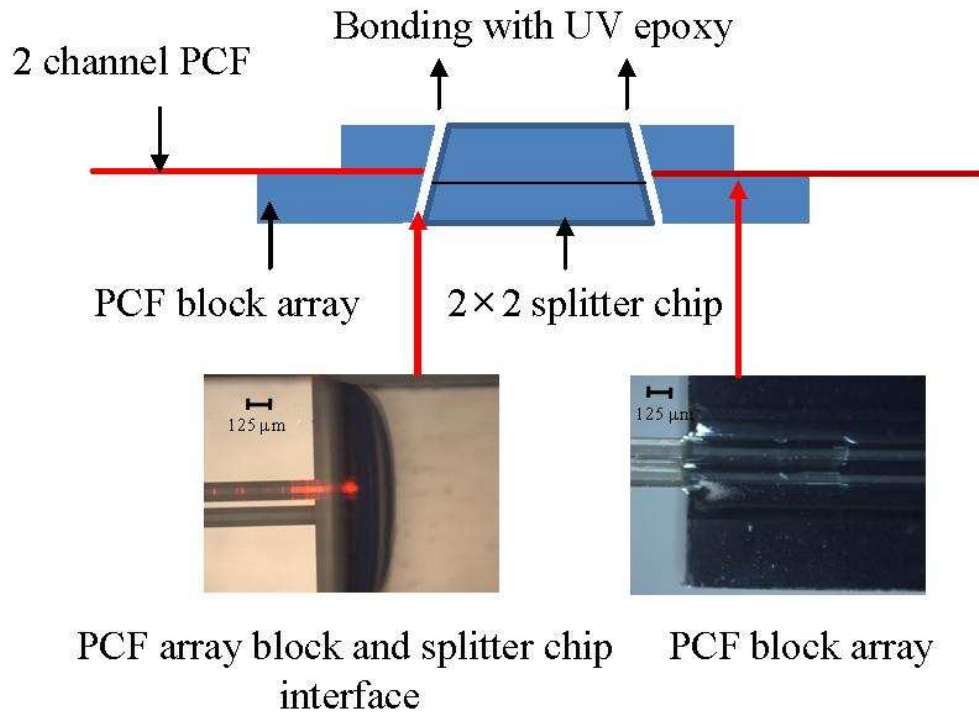 Bonding with UV epoxy
2 channel PCF
PCF block array
2×2 splitter chip
125 μm
125 μm
PCF array block and splitter chip
interface
PCF block array